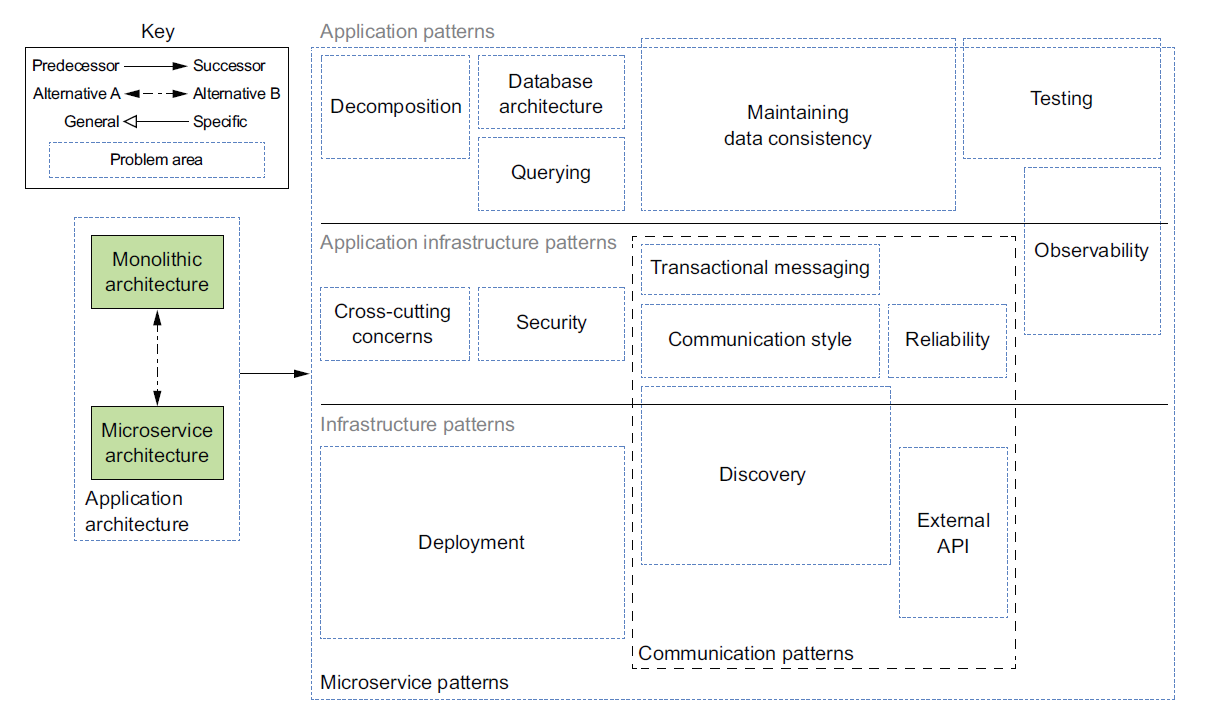 Key
Predecessor Successor
Alternative A Alternative B
General Specific
Problem area
Monolithic
architecture
Microservice
architecture
Application
architecture
Application patterns
Decomposition
Database
architecture
Querying
Maintaining
data consistency
Testing
Observability
Application infrastructure patterns
Cross-cutting
concerns
Security
Transactional messaging
Communication style
Reliability
Infrastructure patterns
Deployment
Discovery
External
API
Communication patterns
Microservice patterns